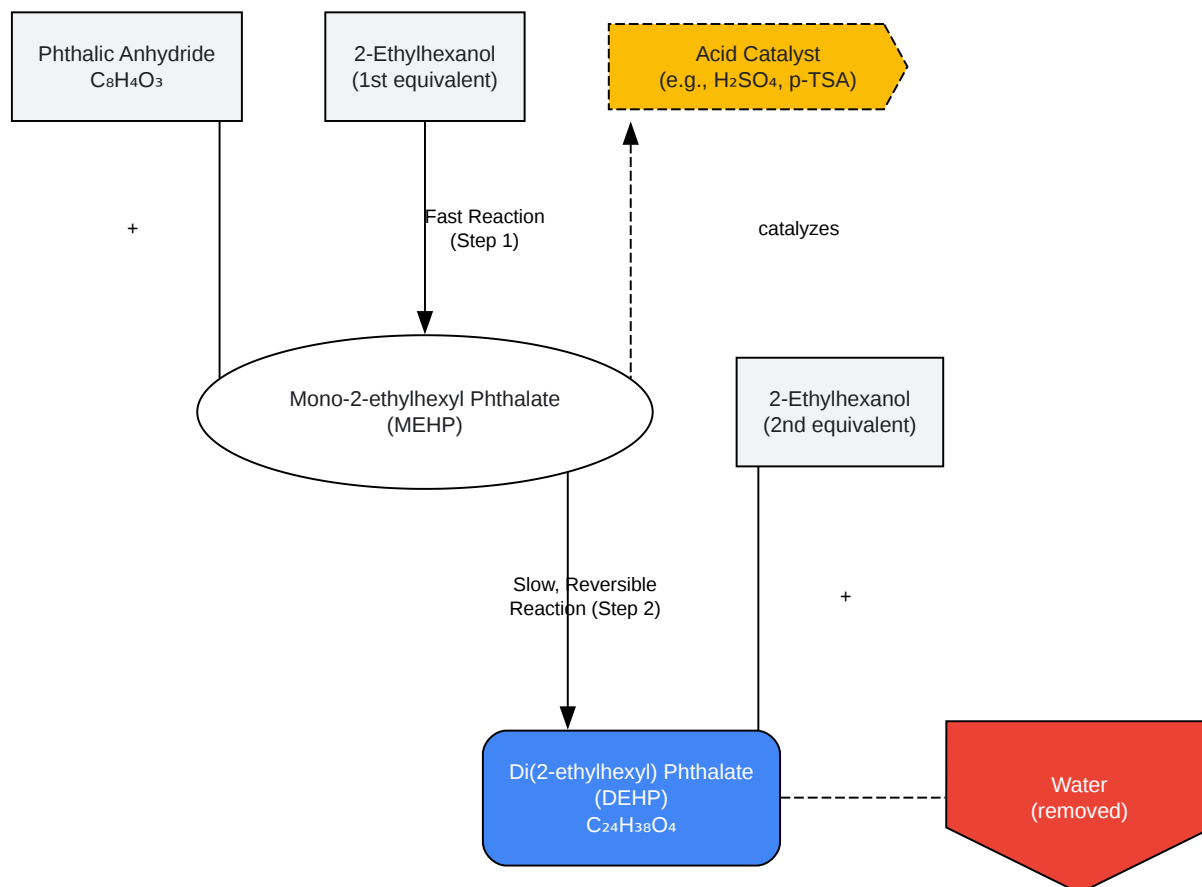 Phthalic Anhydride
C₈H₄O₃
2-Ethylhexanol
(1st equivalent)
Acid Catalyst
(e.g., H₂SO₄, p-TSA)
+
Fast Reaction
(Step 1)
catalyzes
Mono-2-ethylhexyl Phthalate
(MEHP)
2-Ethylhexanol
(2nd equivalent)
Slow, Reversible
Reaction (Step 2)
+
Di(2-ethylhexyl) Phthalate
(DEHP)
C₂₄H₃₈O₄
Water
(removed)